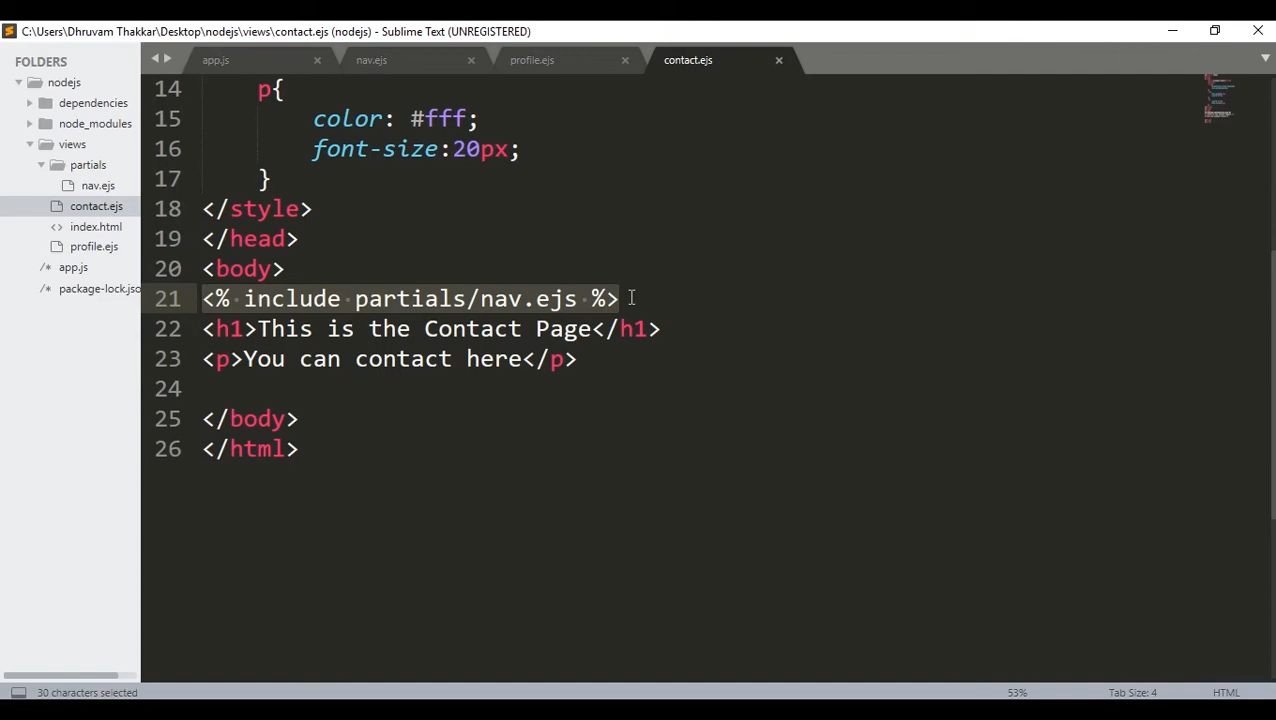 C:\Users\Dhruvam Thakkar\Desktop\nodejs\views\contact.ejs (nodejs) - Sublime Text (UNREGISTERED)
FOLDERS
nodejs
dependencies
node_modules
views
partials
nav.ejs
contact.ejs
index.html
profile.ejs
app.js
package-lock.jso
app.js
nav.ejs
profile.ejs
contact.ejs
14 p{
15 color: #fff;
16 font-size:20px;
17 }
18 </style>
19 </head>
20 <body>
21 <% include partials/nav.ejs %>
22 <h1>This is the Contact Page</h1>
23 <p>You can contact here</p>
24
25 </body>
26 </html>
30 characters selected
53%
Tab Size: 4
HTML